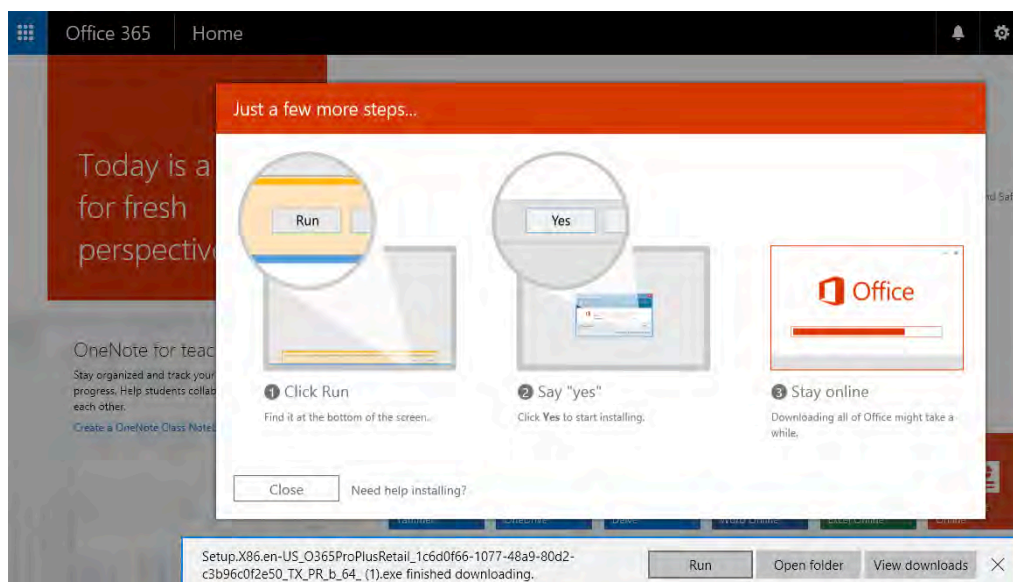 Office 365 Home
Just a few more steps...
Today is a
for fresh
perspectiv
Run
Yes
Office
OneNote for teac
Stay organized and track your
progress. Help students collab
each other.
Create a OneNote Class Note
1 Click Run
Find it at the bottom of the screen.
2 Say "yes"
Click Yes to start installing.
3 Stay online
Downloading all of Office might take a
while.
Close Need help installing?
Setup.X86.en-US_O365ProPlusRetail_1c6d0f66-1077-48a9-80d2-
c3b96c0f2e50_TX_PR_b_64_ (1).exe finished downloading.
Run Open folder View downloads